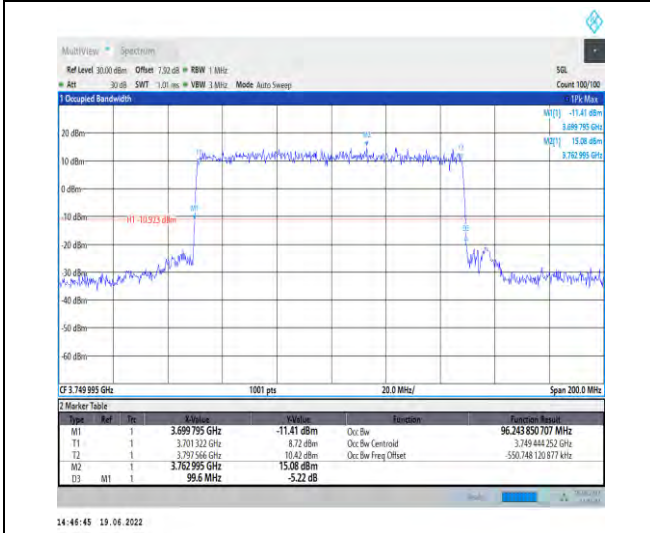 MultiView Spectrum
Ref Level 30.00 dBm Offset 7.92 dB RBW 1 MHz SGL
Att 30 dB SWT 1.01 ms VBW 3 MHz Mode Auto Sweep Count 100/100
1 Occupied Bandwidth 1Pk Max
M1[1] -11.41 dBm
3.699 795 GHz
M2[1] 15.08 dBm
3.762 995 GHz
20 dBm
M2
10 dBm
0 dBm
-10 dBm
M1
H1 -10.923 dBm
D3
-20 dBm
-30 dBm
-40 dBm
-50 dBm
-60 dBm
CF 3.749 995 GHz 1001 pts 20.0 MHz/ Span 200.0 MHz
2 Marker Table
Type Ref Trc X-Value Y-Value Function Function Result
M1 1 3.699 795 GHz -11.41 dBm Occ Bw 96.243 850 707 MHz
T1 1 3.701 322 GHz 8.72 dBm Occ Bw Centroid 3.749 444 252 GHz
T2 1 3.797 566 GHz 10.42 dBm Occ Bw Freq Offset -550.748 120 877 kHz
M2 1 3.762 995 GHz 15.08 dBm
D3 M1 1 99.6 MHz -5.22 dB
14:46:45 19.06.2022